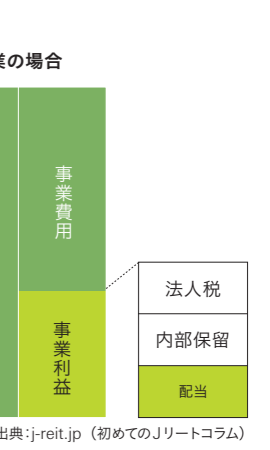 業の場合
事業費用
法人税
内部保留
事業利益
配当
出典:j-reit.jp（初めてのJリートコラム）